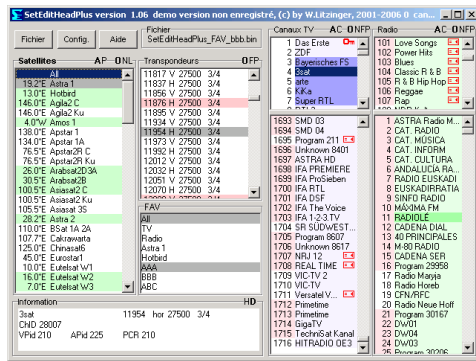 SetEditHeadPlus version 1.06 demo version non enregistré, (c) by W.Litzinger, 2001-2006 0 can...
Fichier Config. Aide
Fichier
SetEditHeadPlus_FAV_bbb.bin
Satellites AP ONL
All
19.2°E Astra 1
13.0°E Hotbird
146.0°E Agila2 C
146.0°E Agila2 Ku
4.0°W Amos 1
138.0°E Apstar 1
134.0°E Apstar 1A
76.5°E Apstar2R C
76.5°E Apstar2R Ku
26.0°E Arabsat2D3A
30.5°E Arabsat2B
100.5°E Asiasat2 C
100.5°E Asiasat2 Ku
105.5°E Asiasat 3S
28.2°E Astra 2
110.0°E BSat 1A 2A
107.7°E Cakrawarta
125.0°E Chinasat6
45.0°E Eurostar1
10.0°E Eutelsat W1
16.0°E Eutelsat W2
7.0°E Eutelsat W3
Transpondeurs OFP
11817 V 27500 3/4
11836 H 27500 3/4
11856 V 27500 3/4
11876 H 27500 3/4
11895 V 27500 3/4
11934 V 27500 3/4
11954 H 27500 3/4
11973 V 27500 3/4
11992 H 27500 3/4
12012 V 27500 3/4
12032 H 27500 3/4
12051 V 27500 3/4
12070 H 27500 3/4
FAV
All
TV
Radio
Astra 1
Hotbird
AAA
BBB
ABC
Information HD
3sat 11954 hor 27500 3/4
ChID 28007
VPid 210 APid 225 PCR 210
Canaux TV AC ONFP
1 Das Erste
2 ZDF
3 Bayerisches FS
4 3sat
5 arte
6 KiKa
7 Super RTL
1693 SMD 03
1694 SMD 04
1695 Program 211
1696 Unknown 8401
1697 ASTRA HD
1698 IFA PREMIERE
1699 IFA ProSieben
1700 IFA RTL
1701 IFA DSF
1702 IFA The Voice
1703 IFA 1-2-3.TV
1704 SR SÜDWEST...
1705 Program 8607
1706 Unknown 8617
1707 NRJ 12
1708 REAL TIME
1709 VIC-TV 2
1710 VIC-TV
1711 Versatel V...
1712 Primetime
1713 Primetime
1714 GigaTV
1715 TechniSat Kanal
1716 HITRADIO OE3
Radio AC ONFP
101 Love Songs
102 Power Hits
103 Blues
104 Classic R & B
105 R & B Hip Hop
106 Reggae
107 Rap
1 ASTRA Radio M...
2 CAT. RADIO
3 CAT. MÚSICA
4 CAT. INFORM
5 CAT. CULTURA
6 ANDALUCÍA RA..
7 RADIO EUSKADI
8 EUSKADIRRATIA
9 SINFO RADIO
10 MÁXIMA FM
11 RADIOLÉ
12 CADENA DIAL
13 40 PRINCIPALES
14 M-80 RADIO
15 CADENA SER
16 Program 29958
17 Radio Maryja
18 Radio Horeb
19 CFN/RFC
20 Radio Neue Hoff
21 Program 30167
22 DW01
23 DW04
24 DW03
25 Program 30206